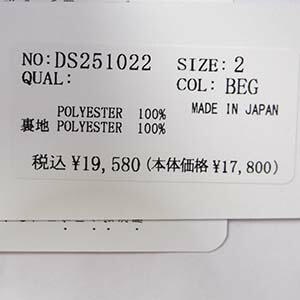 NO:DS251022 SIZE:2
QUAL: COL:BEG
POLYESTER 100% MADE IN JAPAN
裏地 POLYESTER 100%
税込 ¥19,580(本体価格 ¥17,800)